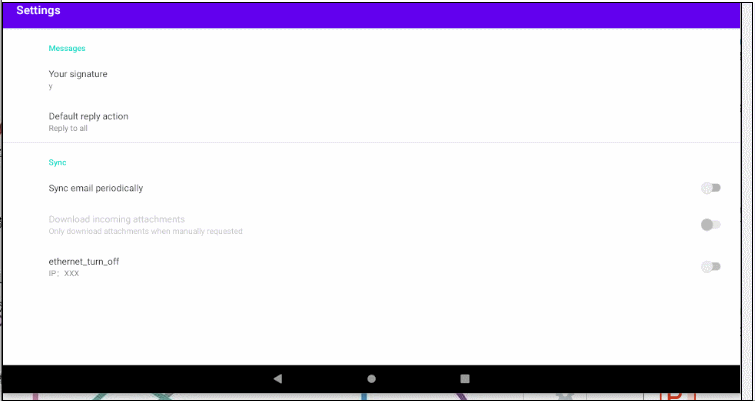 Settings
Messages
Your signature
y
Default reply action
Reply to all
Sync
Sync email periodically
Download incoming attachments
Only download attachments when manually requested
ethernet_turn_off
IP: XXX